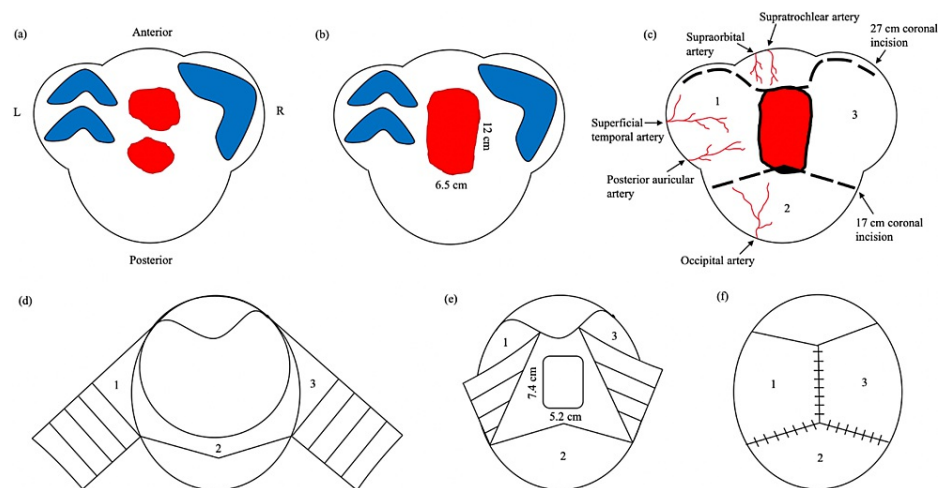 (a)
Anterior
L
R
Posterior
(b)
12 cm
6.5 cm
(c)
Supratrochlear artery
Supraorbital
artery
27 cm coronal
incision
1
3
Superficial
temporal artery
Posterior auricular
artery
2
17 cm coronal
incision
Occipital artery
(d)
1
3
2
(e)
1
3
7.4 cm
5.2 cm
2
(f)
1
3
2